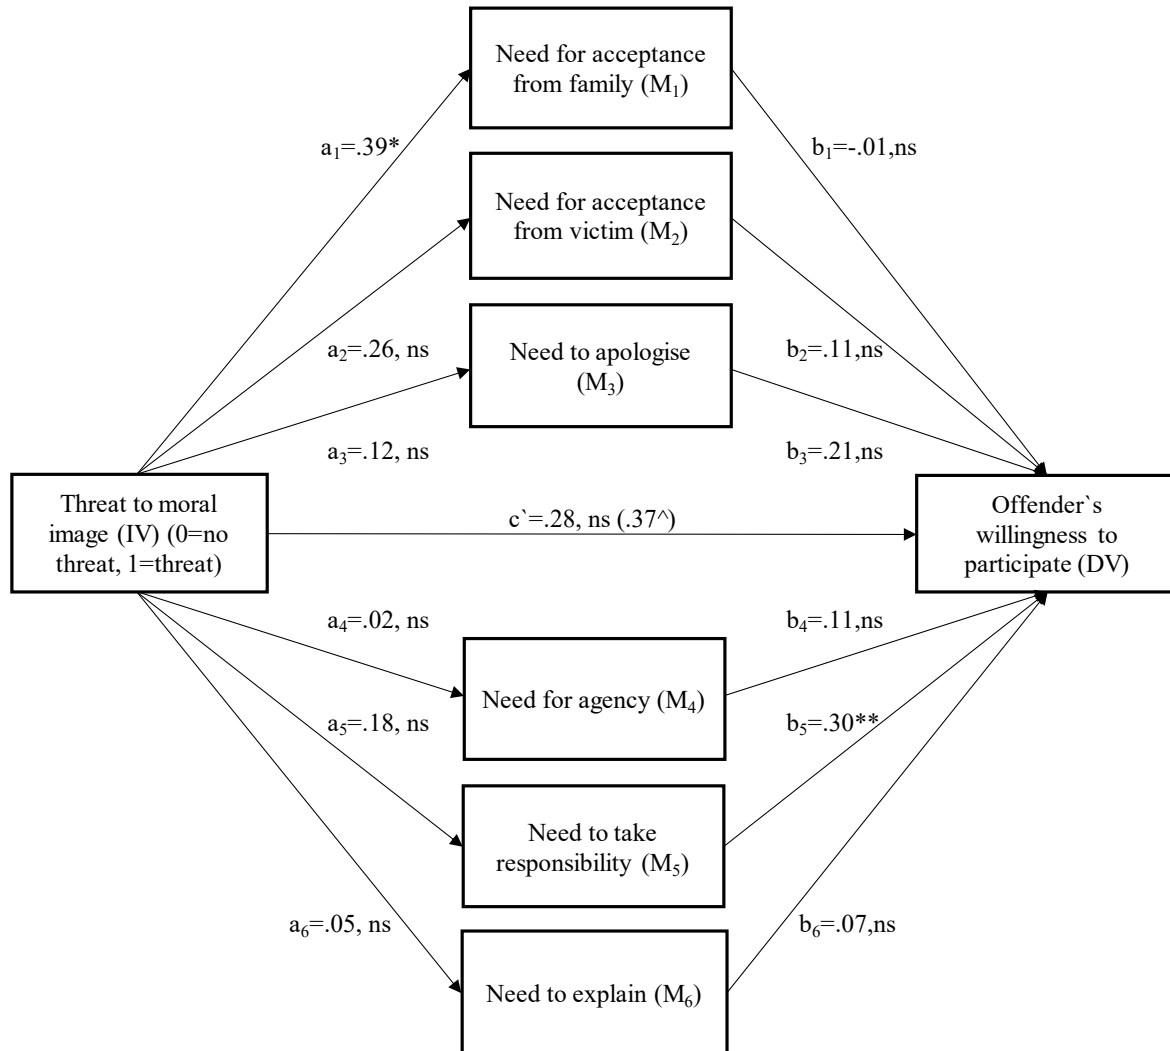 Need for acceptance
from family (M₁)
a₁=.39*
b₁=-.01,ns
Need for acceptance
from victim (M₂)
a₂=.26, ns
b₂=.11,ns
Need to apologise
(M₃)
a₃=.12, ns
b₃=.21,ns
Threat to moral
image (IV) (0=no
threat, 1=threat)
c`=.28, ns (.37^)
Offender`s
willingness to
participate (DV)
a₄=.02, ns
b₄=.11,ns
Need for agency (M₄)
a₅=.18, ns
b₅=.30**
Need to take
responsibility (M₅)
a₆=.05, ns
b₆=.07,ns
Need to explain (M₆)